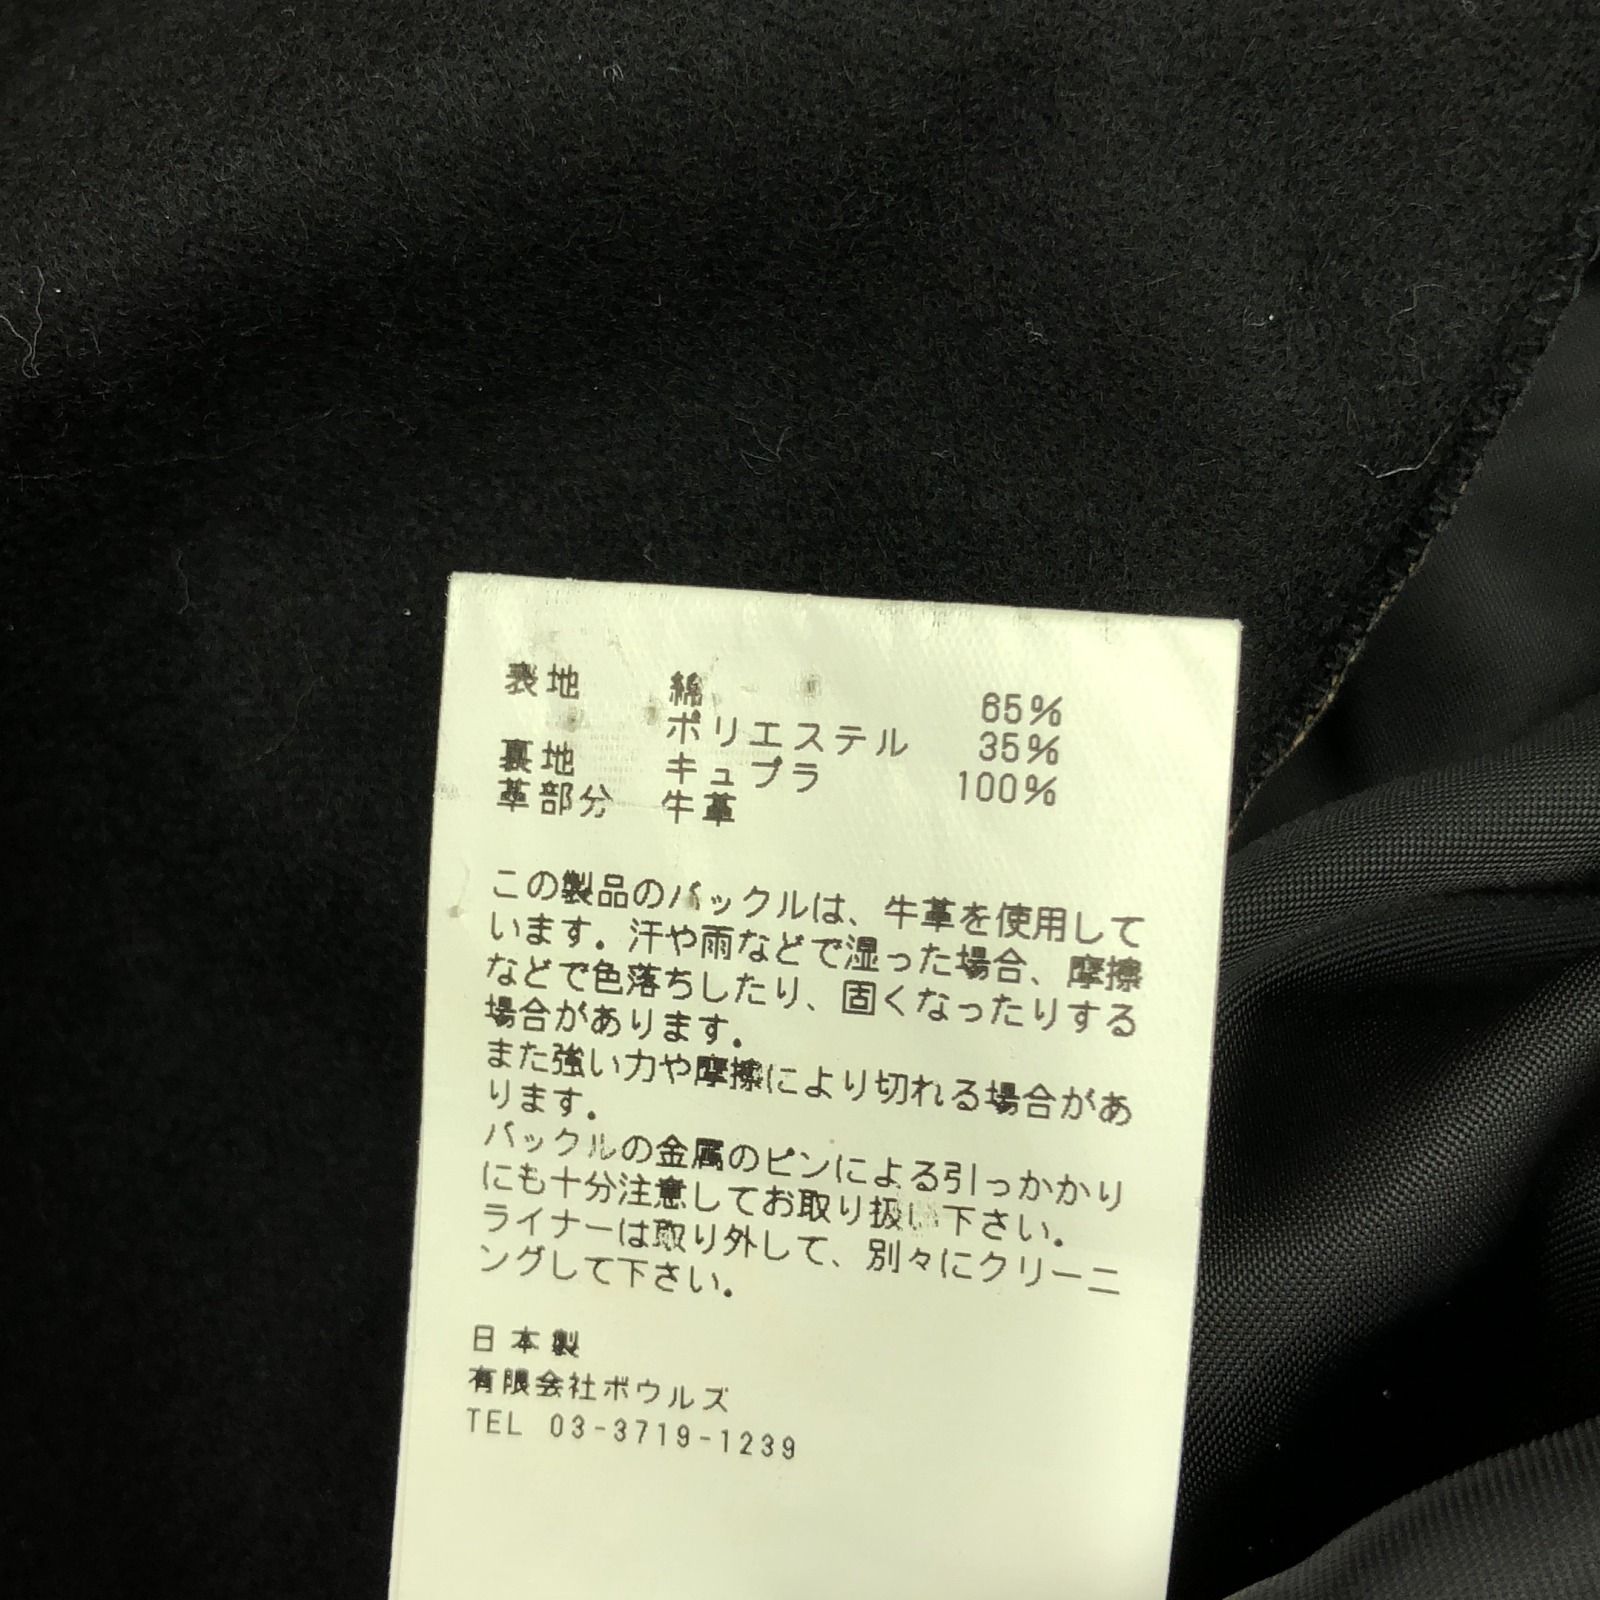 表地 綿 65%
ポリエステル 35%
裏地 キュプラ 100%
革部分 牛革
この製品のバックルは、牛革を使用して
います。汗や雨などで湿った場合、摩擦
などで色落ちしたり、固くなったりする
場合があります。
また強い力や摩擦により切れる場合があ
ります。
バックルの金属のピンによる引っかかり
にも十分注意してお取り扱い下さい。
ライナーは取り外して、別々にクリーニ
ングして下さい。
日本製
有限会社ボウルズ
TEL 03-3719-1239